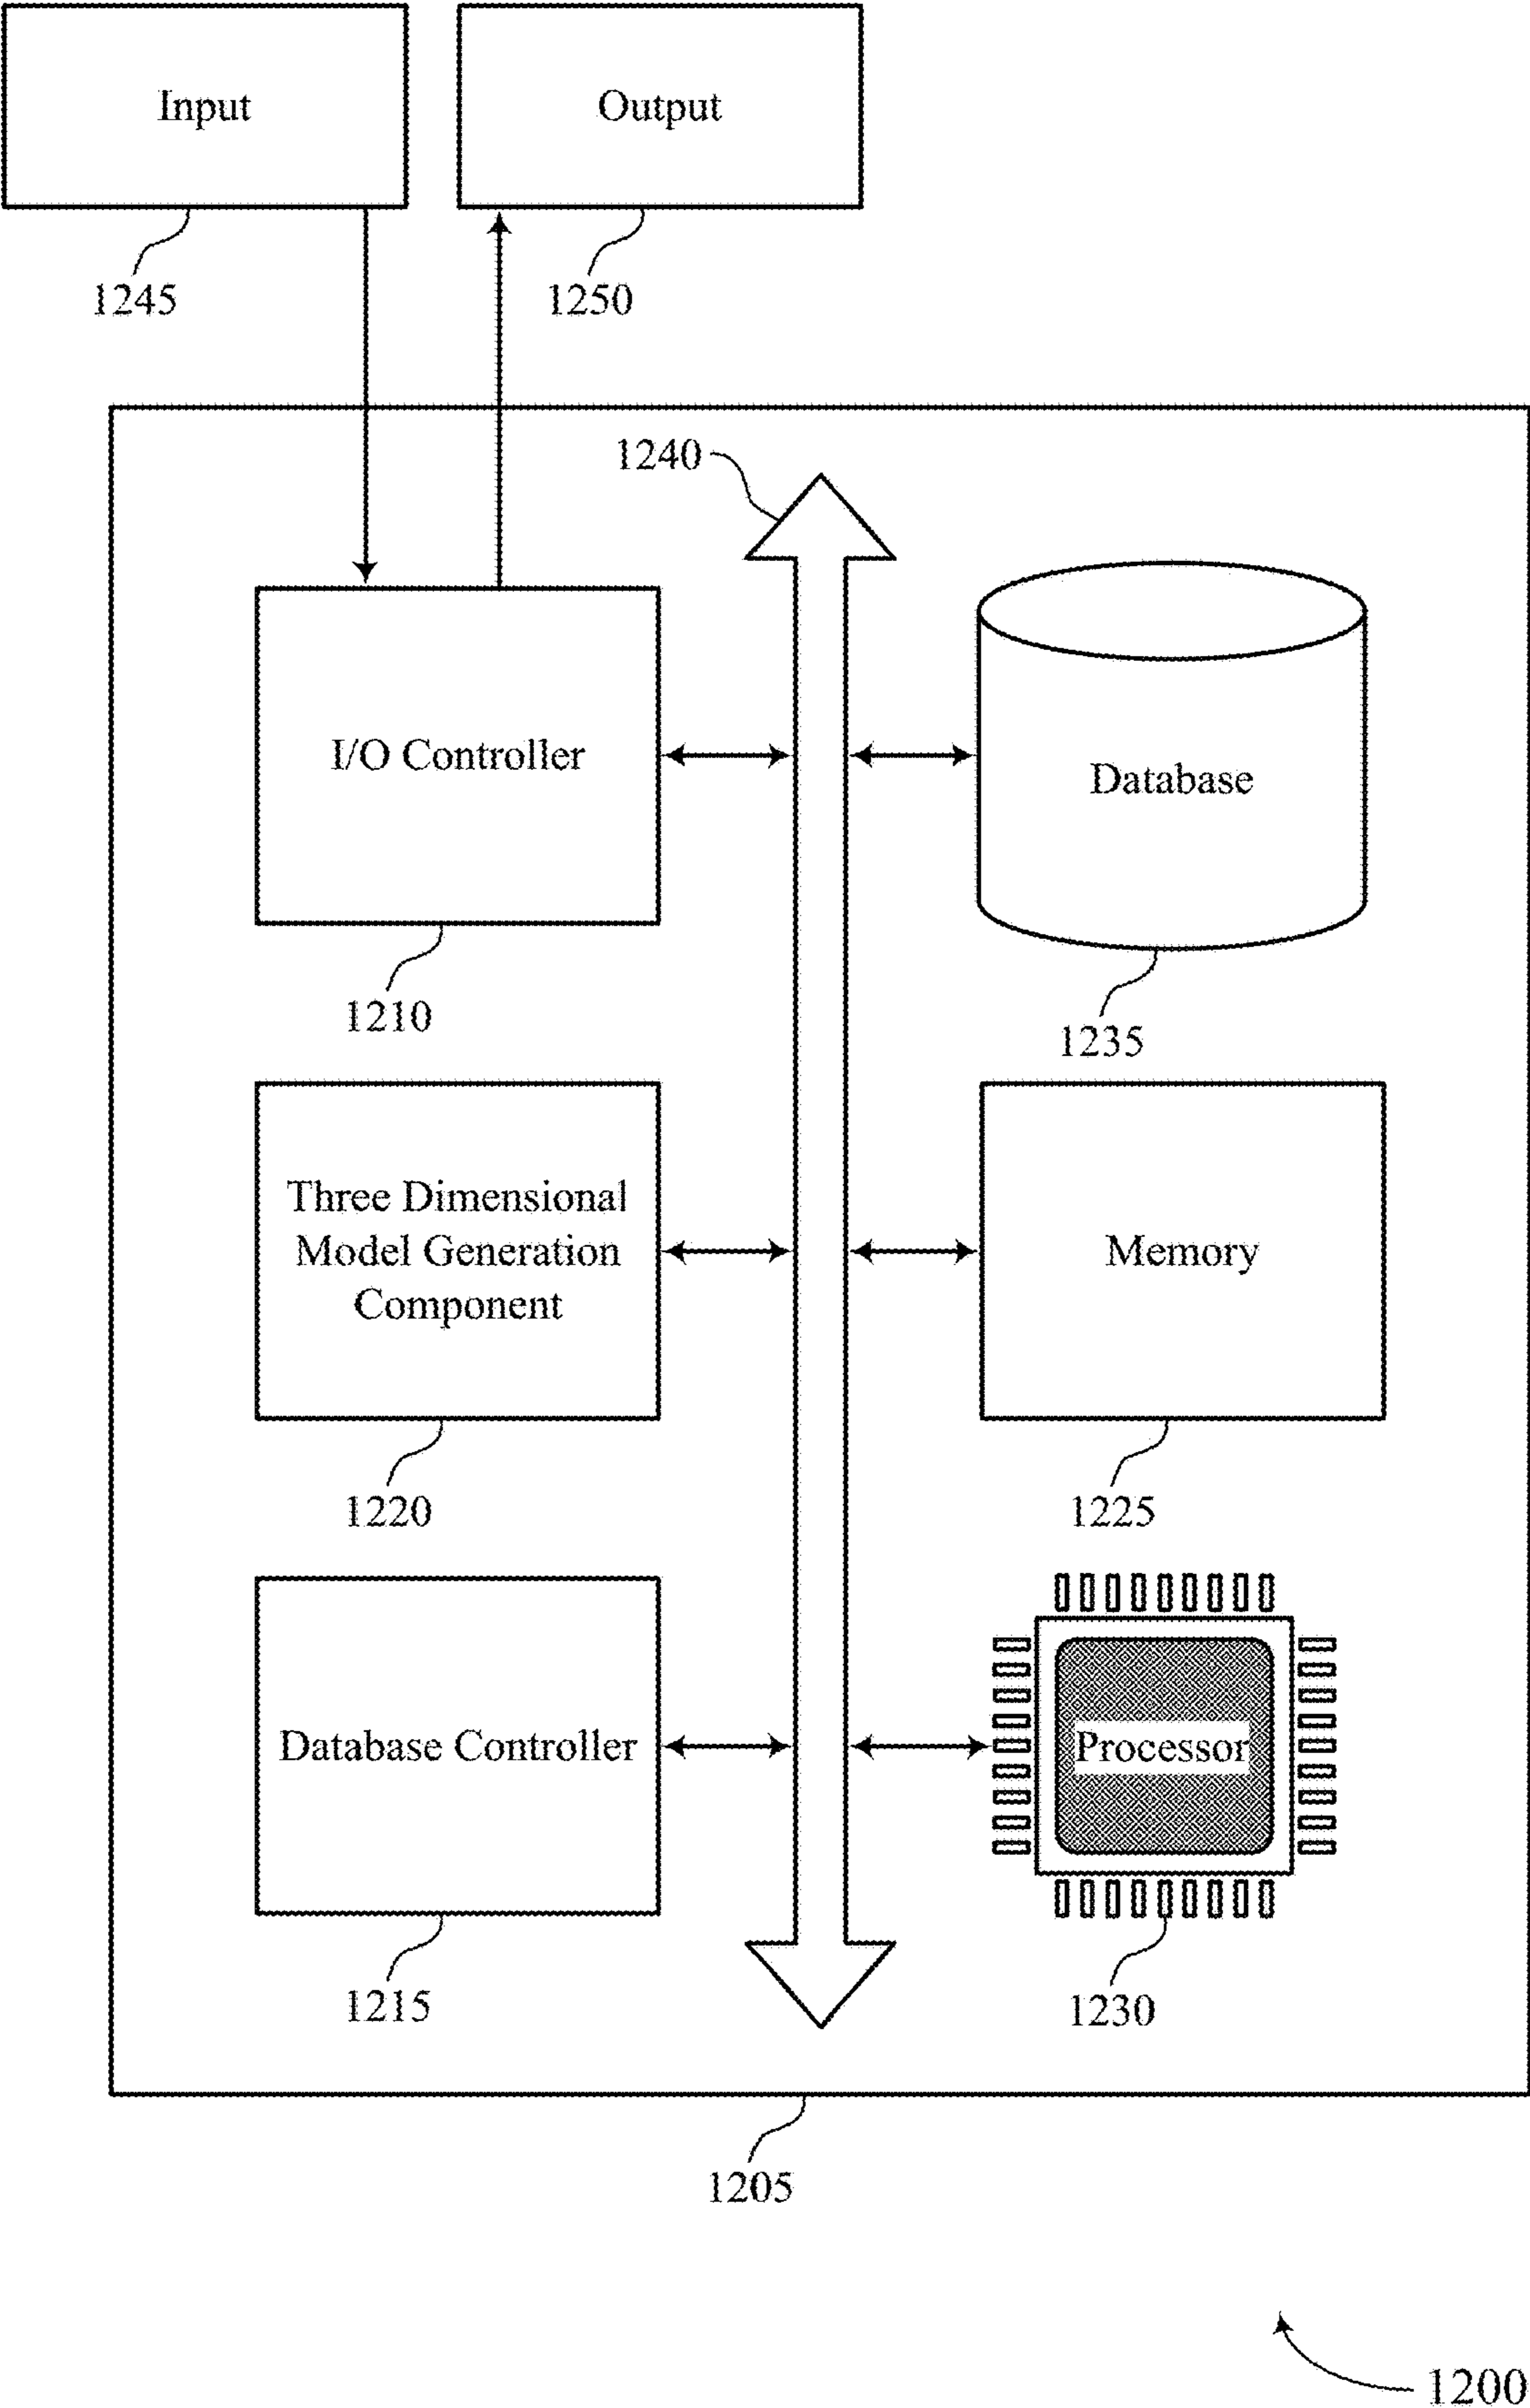 Input
Output
1245
1250
1240
I/O Controller
Database
1210
1235
Three Dimensional
Model Generation
Component
Memory
1220
1225
Database Controller
Processor
1215
1230
1205
1200